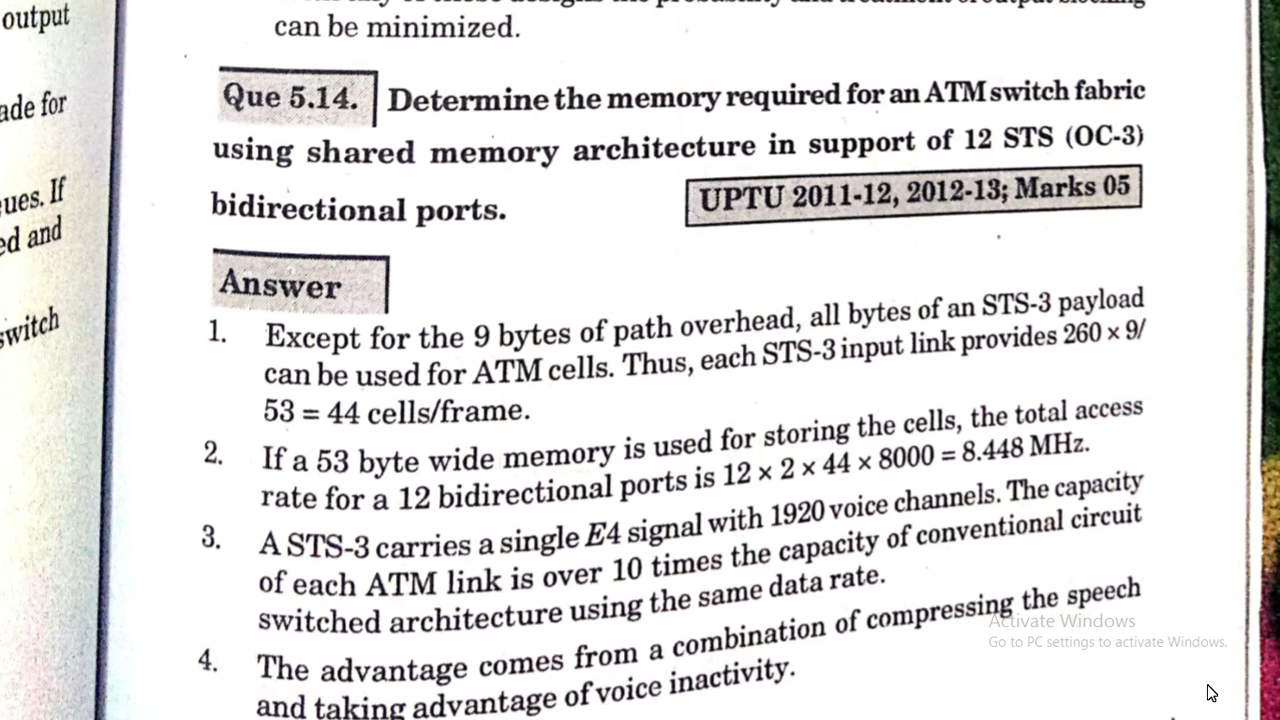 output
ade for
ues. If
ed and
switch
can be minimized.
Que 5.14. Determine the memory required for an ATM switch fabric
using shared memory architecture in support of 12 STS (OC-3)
bidirectional ports.
UPTU 2011-12, 2012-13; Marks 05
Answer
1. Except for the 9 bytes of path overhead, all bytes of an STS-3 payload
can be used for ATM cells. Thus, each STS-3 input link provides 260 × 9/
53 = 44 cells/frame.
2. If a 53 byte wide memory is used for storing the cells, the total access
rate for a 12 bidirectional ports is 12 × 2 × 44 × 8000 = 8.448 MHz.
3. A STS-3 carries a single E4 signal with 1920 voice channels. The capacity
of each ATM link is over 10 times the capacity of conventional circuit
switched architecture using the same data rate.
4. The advantage comes from a combination of compressing the speech
and taking advantage of voice inactivity.
Activate Windows
Go to PC settings to activate Windows.